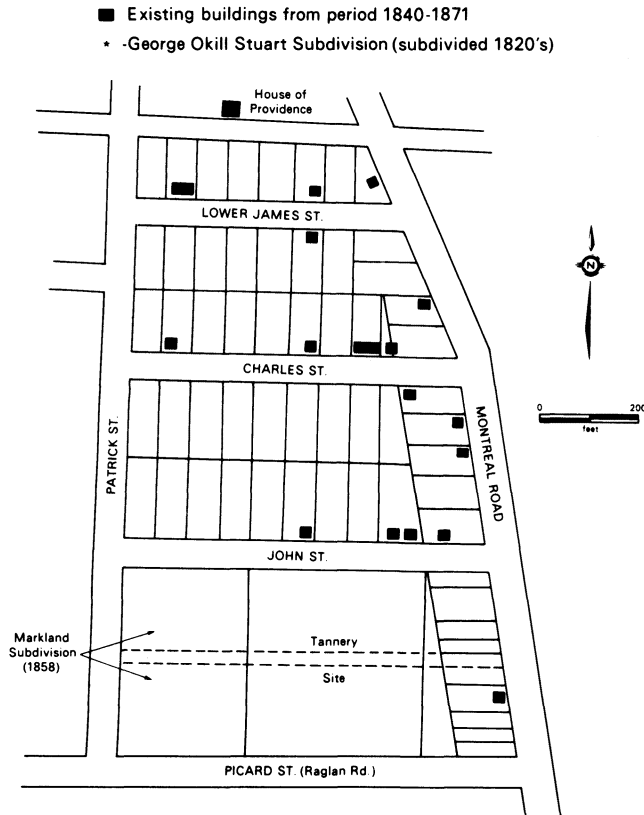 Existing buildings from period 1840-1871
* -George Okill Stuart Subdivision (subdivided 1820's)
House of
Providence
LOWER JAMES ST.
N
CHARLES ST.
0 200
feet
PATRICK ST.
MONTREAL ROAD
JOHN ST.
Markland
Subdivision
(1858)
Tannery
Site
PICARD ST. (Raglan Rd.)